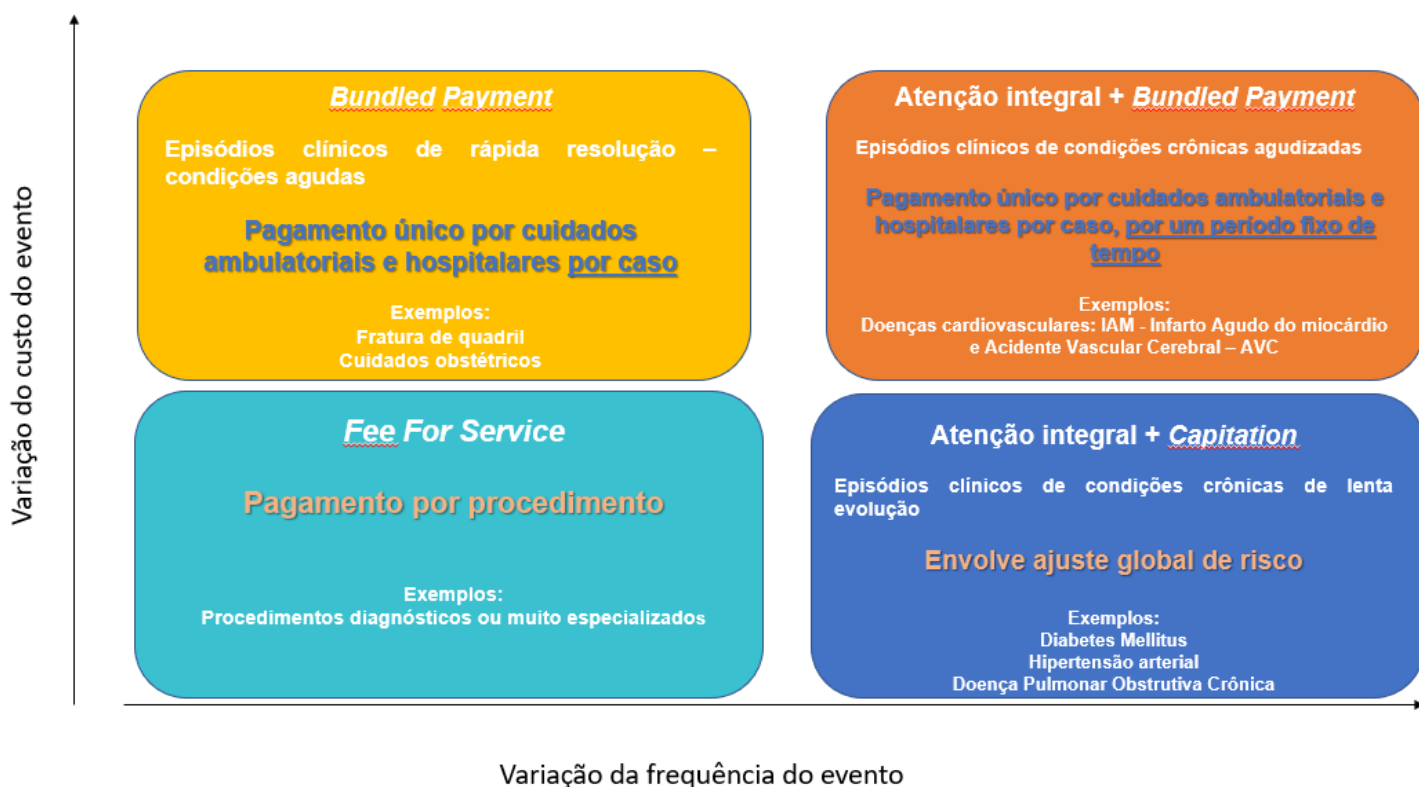 Variação do custo do evento
Bundled Payment
Episódios clínicos de rápida resolução –
condições agudas
Pagamento único por cuidados
ambulatoriais e hospitalares por caso
Exemplos:
Fratura de quadril
Cuidados obstétricos
Atenção integral + Bundled Payment
Episódios clínicos de condições crônicas agudizadas
Pagamento único por cuidados ambulatoriais e
hospitalares por caso, por um período fixo de
tempo
Exemplos:
Doenças cardiovasculares: IAM - Infarto Agudo do miocárdio
e Acidente Vascular Cerebral – AVC
Fee For Service
Pagamento por procedimento
Exemplos:
Procedimentos diagnósticos ou muito especializados
Atenção integral + Capitation
Episódios clínicos de condições crônicas de lenta
evolução
Envolve ajuste global de risco
Exemplos:
Diabetes Mellitus
Hipertensão arterial
Doença Pulmonar Obstrutiva Crônica
Variação da frequência do evento